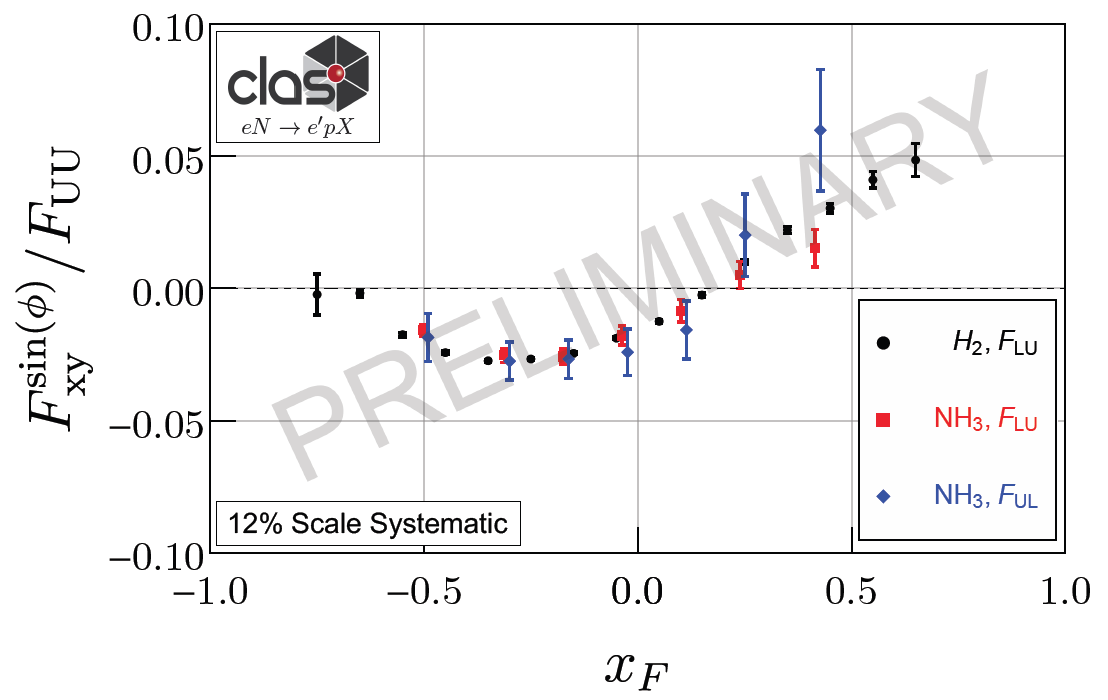 0.10
0.05
0.00
−0.05
−0.10
−1.0
−0.5
0.0
0.5
1.0
F_xy^sin(ϕ) / F_UU
x_F
clas
eN → e′pX
PRELIMINARY
12% Scale Systematic
H₂, F_LU
NH₃, F_LU
NH₃, F_UL